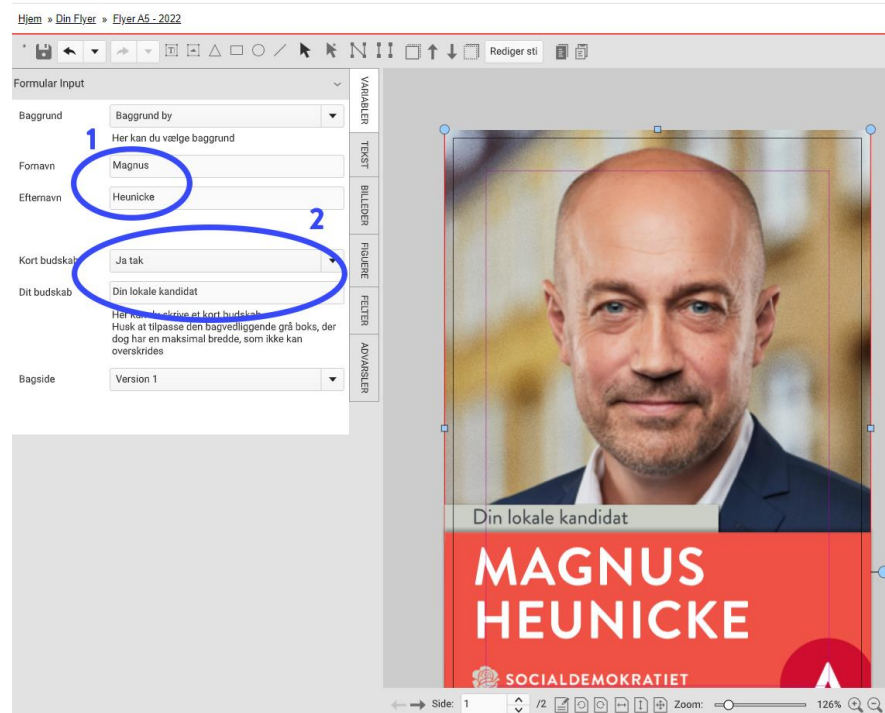 Hjem » Din Flyer » Flyer A5 - 2022
T
Rediger sti
Formular Input
Baggrund
Baggrund by
Her kan du vælge baggrund
1
Fornavn
Magnus
Efternavn
Heunicke
2
Kort budskab
Ja tak
Dit budskab
Din lokale kandidat
Her kan du skrive et kort budskab
Husk at tilpasse den bagvedliggende grå boks, der
dog har en maksimal bredde, som ikke kan
overskrides
Bagside
Version 1
VARIABLER
TEKST
BILLEDER
FIGUERE
FELTER
ADVARSLER
Din lokale kandidat
MAGNUS
HEUNICKE
SOCIALDEMOKRATIET
A
Side: 1 /2 Zoom: 126%